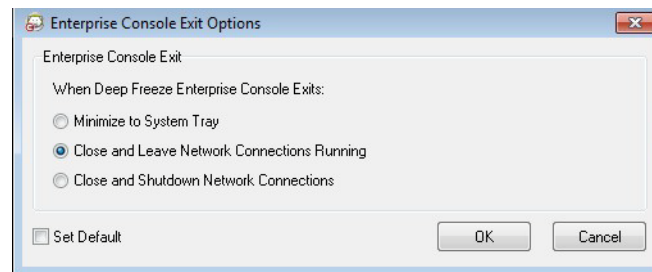 Enterprise Console Exit Options
Enterprise Console Exit
When Deep Freeze Enterprise Console Exits:
Minimize to System Tray
Close and Leave Network Connections Running
Close and Shutdown Network Connections
Set Default
OK
Cancel